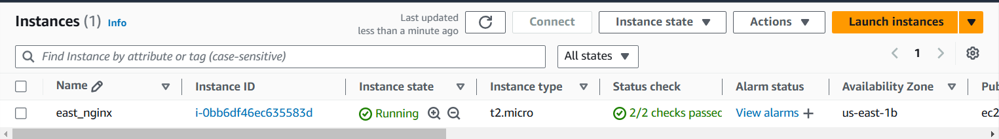 Instances (1) Info
Last updated
less than a minute ago
Connect
Instance state
Actions
Launch instances
Find Instance by attribute or tag (case-sensitive)
All states
1
Name Instance ID Instance state Instance type Status check Alarm status Availability Zone Pub
east_nginx i-0bb6df46ec635583d Running t2.micro 2/2 checks passed View alarms + us-east-1b ec2